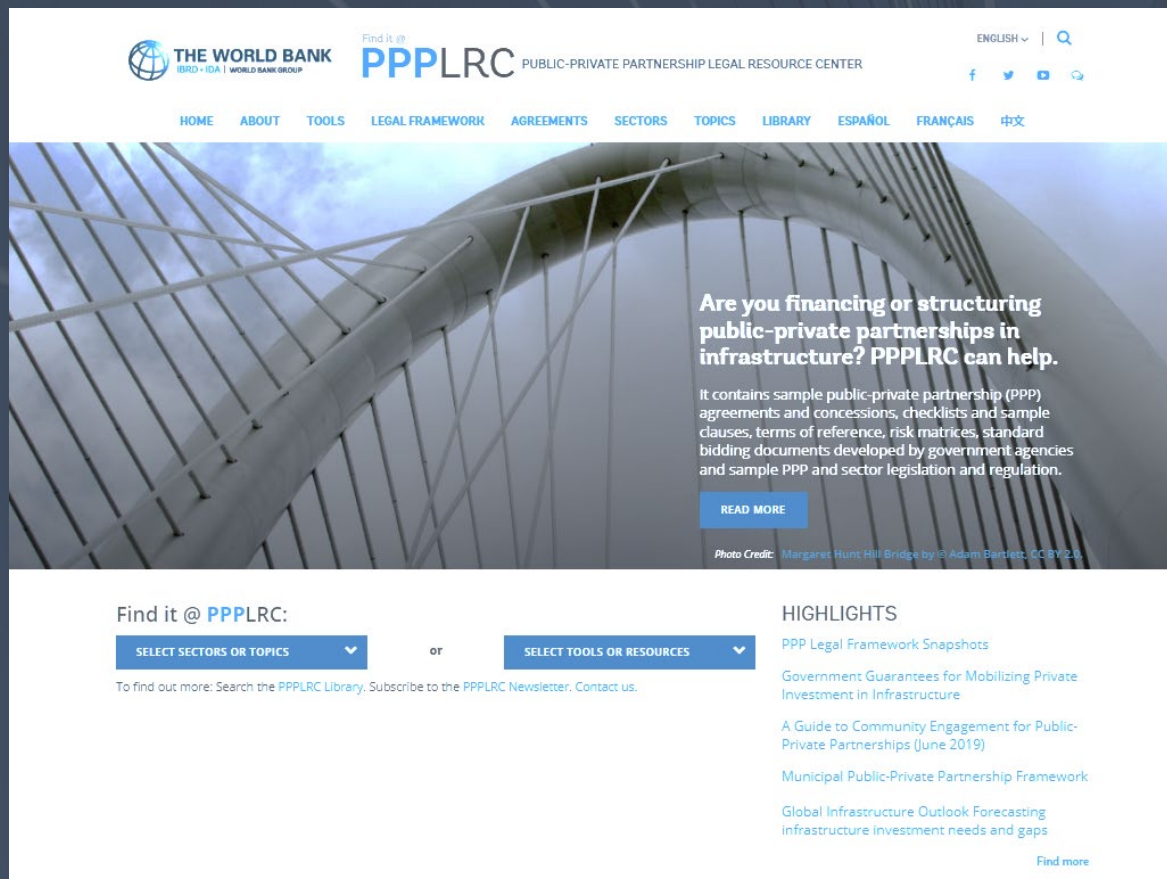 THE WORLD BANK
IBRD • IDA | WORLD BANK GROUP
Find it @
PPPLRC PUBLIC-PRIVATE PARTNERSHIP LEGAL RESOURCE CENTER
ENGLISH
HOME ABOUT TOOLS LEGAL FRAMEWORK AGREEMENTS SECTORS TOPICS LIBRARY ESPAÑOL FRANÇAIS 中文
Are you financing or structuring
public-private partnerships in
infrastructure? PPPLRC can help.
It contains sample public-private partnership (PPP)
agreements and concessions, checklists and sample
clauses, terms of reference, risk matrices, standard
bidding documents developed by government agencies
and sample PPP and sector legislation and regulation.
READ MORE
Photo Credit: Margaret Hunt Hill Bridge by © Adam Bartlett, CC BY 2.0.
Find it @ PPPLRC:
SELECT SECTORS OR TOPICS or SELECT TOOLS OR RESOURCES
To find out more: Search the PPPLRC Library. Subscribe to the PPPLRC Newsletter. Contact us.
HIGHLIGHTS
PPP Legal Framework Snapshots
Government Guarantees for Mobilizing Private
Investment in Infrastructure
A Guide to Community Engagement for Public-
Private Partnerships (June 2019)
Municipal Public-Private Partnership Framework
Global Infrastructure Outlook Forecasting
infrastructure investment needs and gaps
Find more